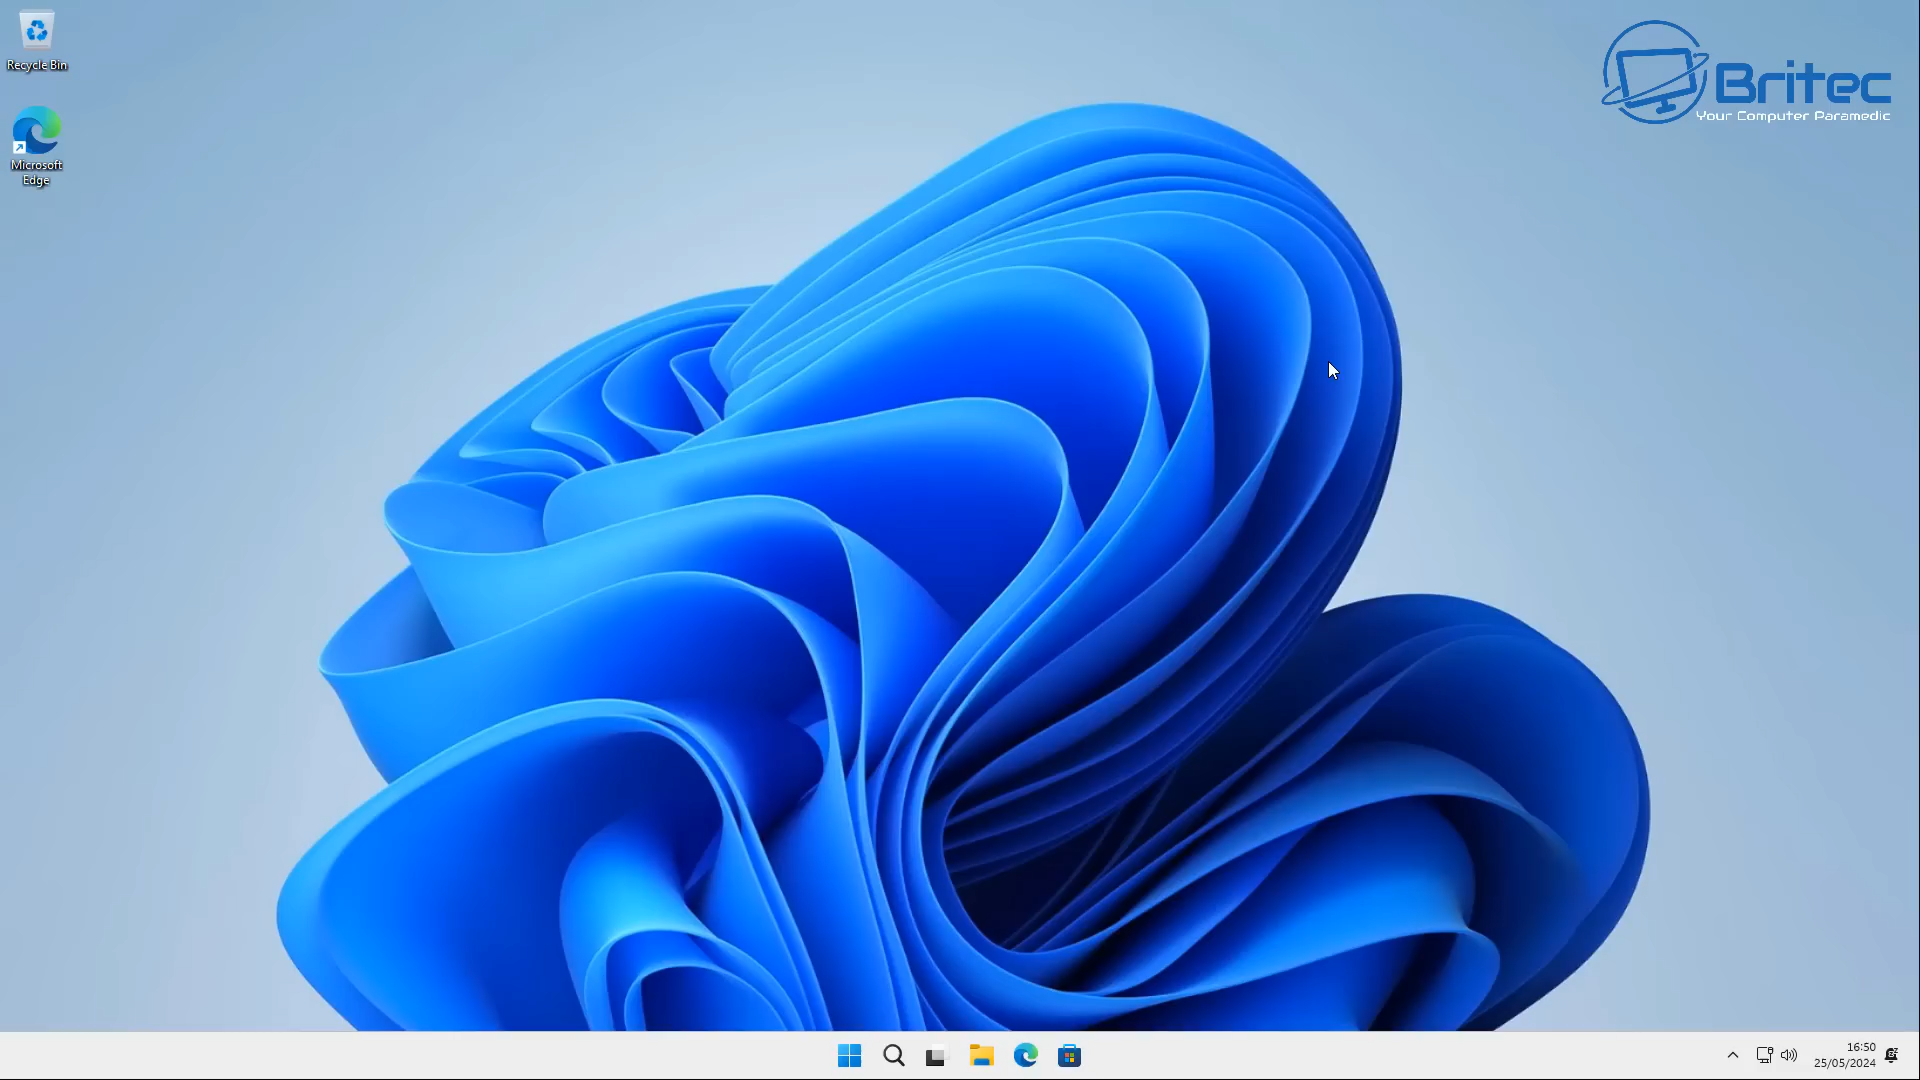 Recycle Bin
Microsoft
Edge
Britec
Your Computer Paramedic
16:50
25/05/2024